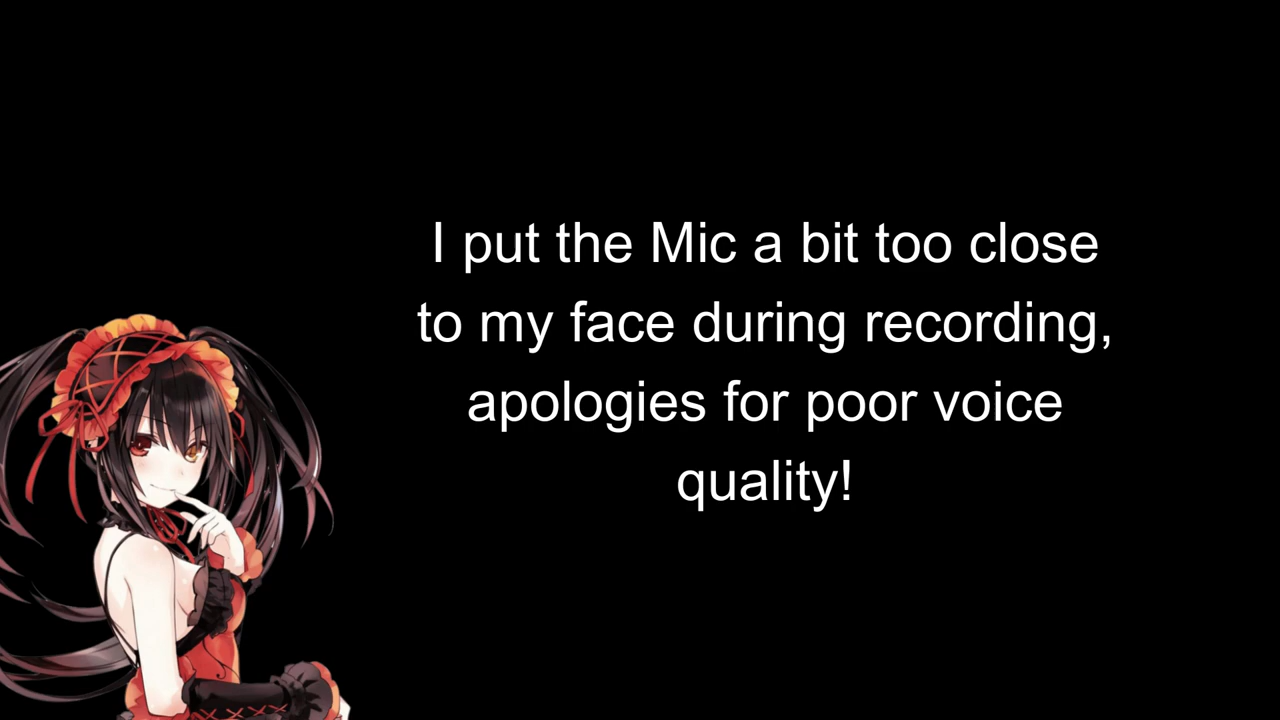 I put the Mic a bit too close
to my face during recording,
apologies for poor voice
quality!